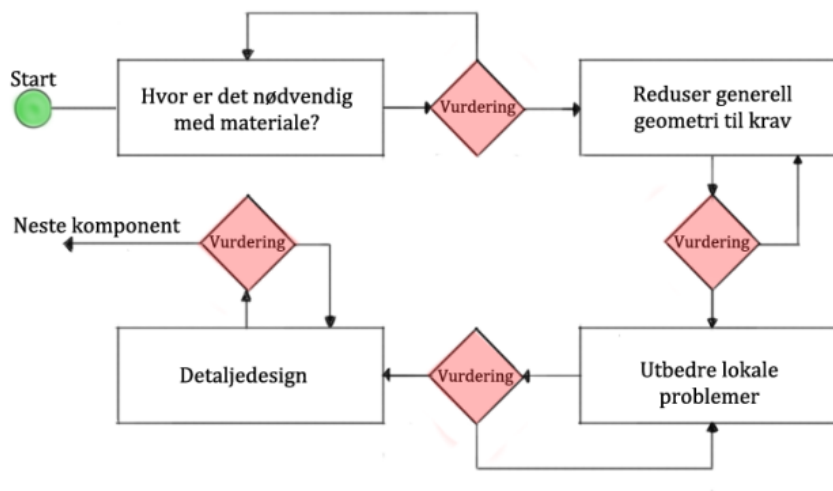 Start
Hvor er det nødvendig
med materiale?
Vurdering
Reduser generell
geometri til krav
Vurdering
Utbedre lokale
problemer
Vurdering
Detaljedesign
Vurdering
Neste komponent